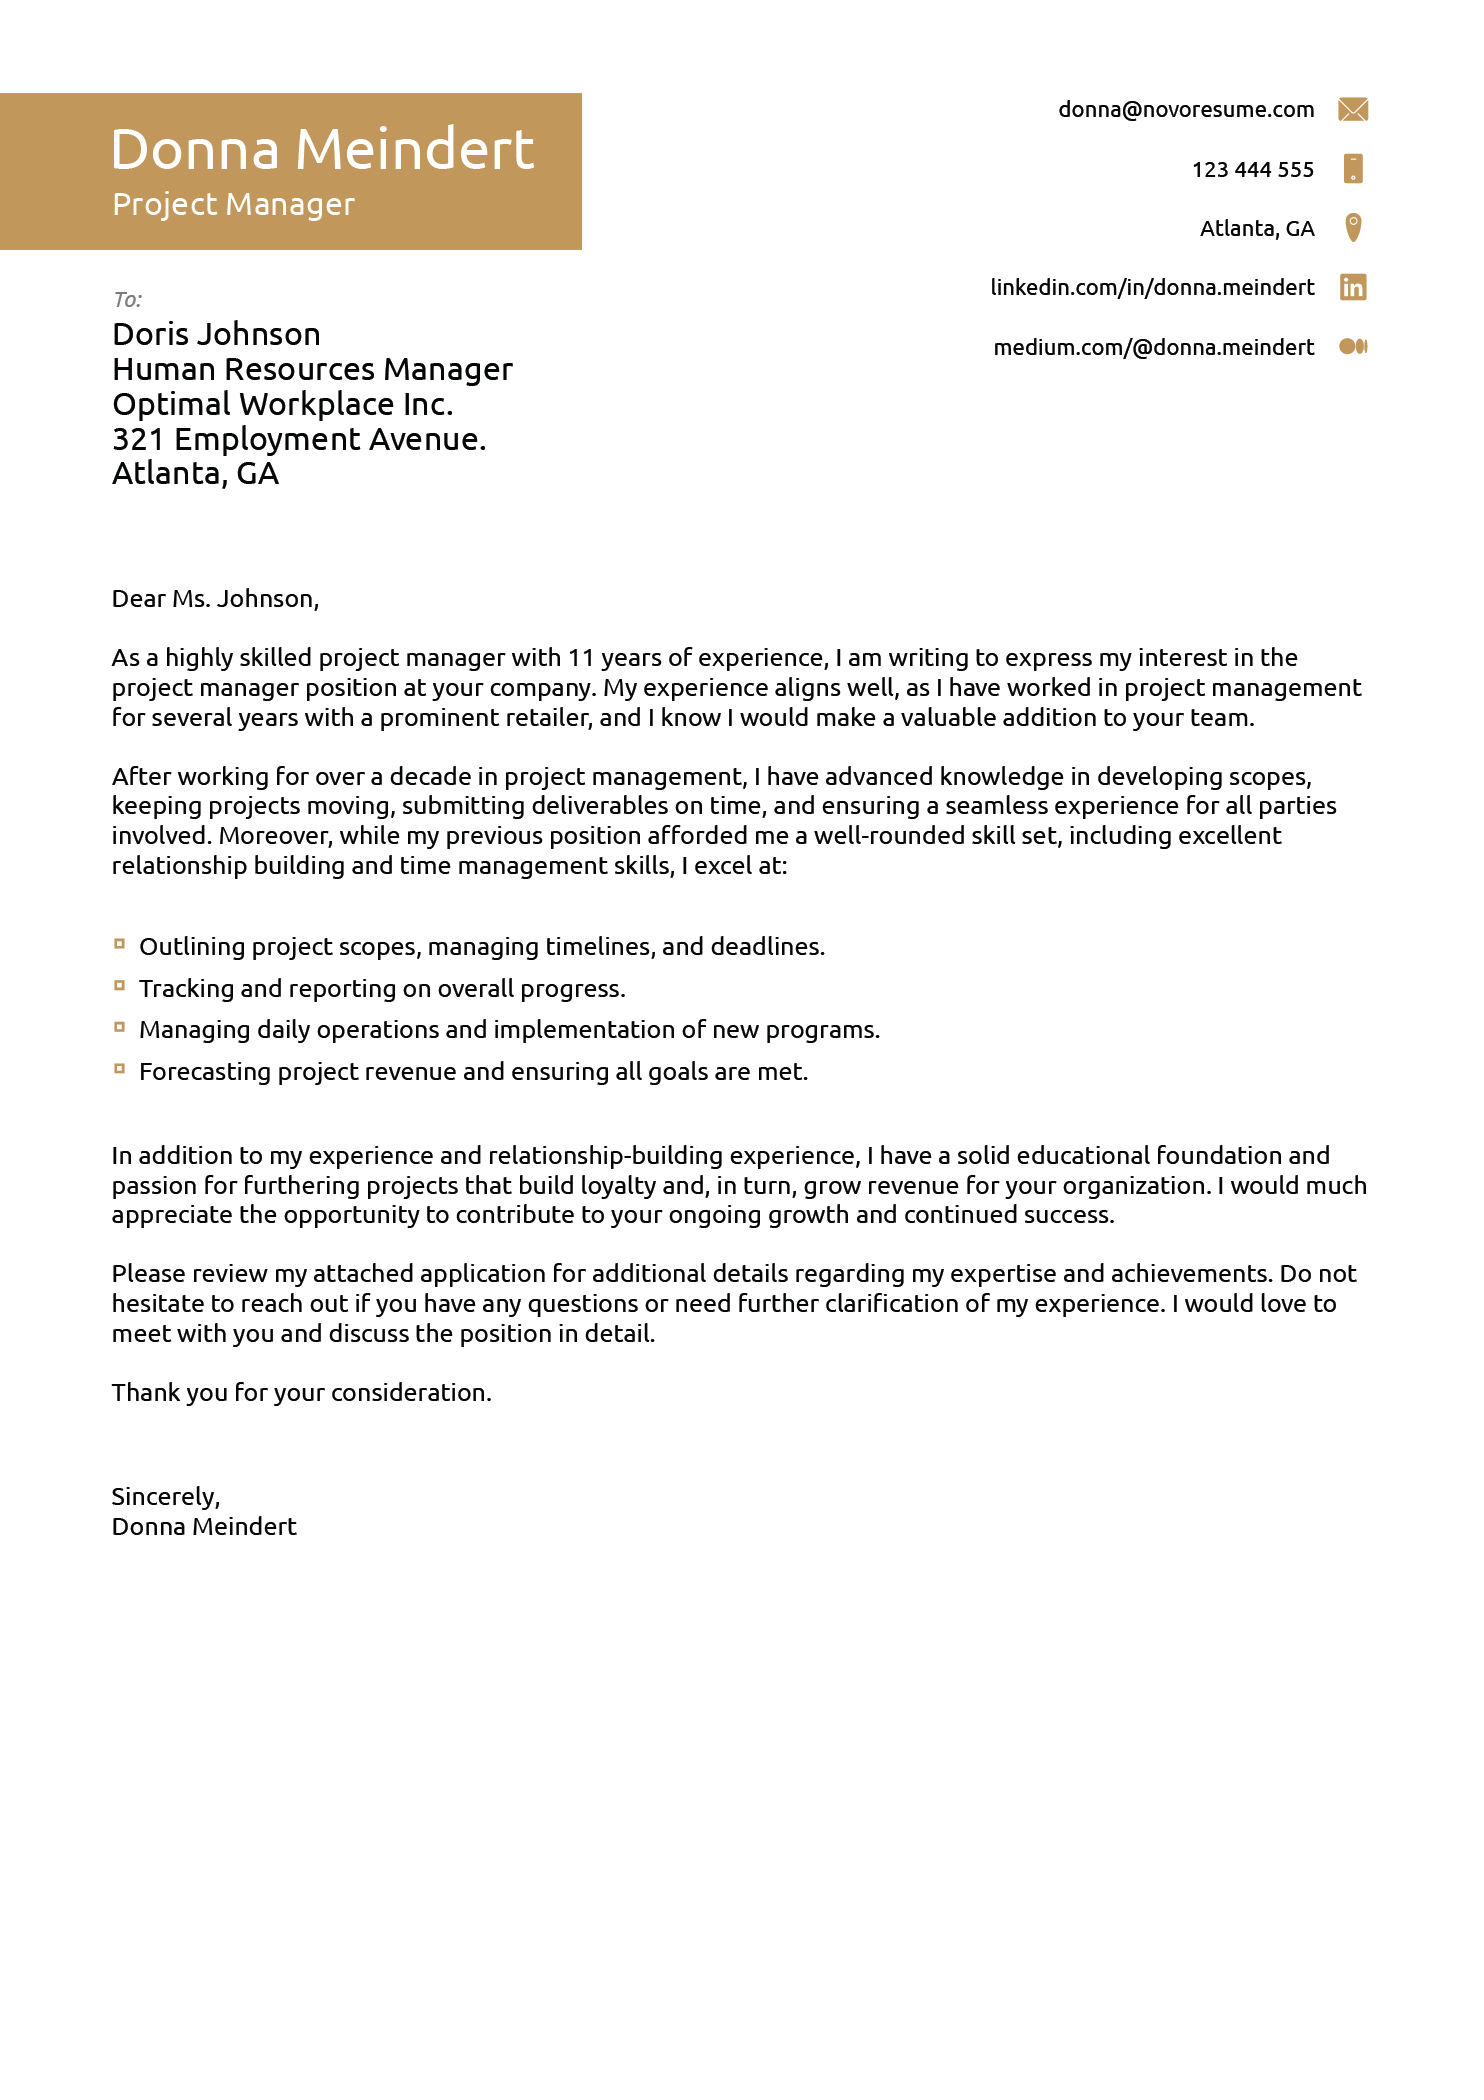 Donna Meindert
Project Manager
donna@novoresume.com
123 444 555
Atlanta, GA
linkedin.com/in/donna.meindert
medium.com/@donna.meindert
To:
Doris Johnson
Human Resources Manager
Optimal Workplace Inc.
321 Employment Avenue.
Atlanta, GA
Dear Ms. Johnson,
As a highly skilled project manager with 11 years of experience, I am writing to express my interest in the
project manager position at your company. My experience aligns well, as I have worked in project management
for several years with a prominent retailer, and I know I would make a valuable addition to your team.
After working for over a decade in project management, I have advanced knowledge in developing scopes,
keeping projects moving, submitting deliverables on time, and ensuring a seamless experience for all parties
involved. Moreover, while my previous position afforded me a well-rounded skill set, including excellent
relationship building and time management skills, I excel at:
Outlining project scopes, managing timelines, and deadlines.
Tracking and reporting on overall progress.
Managing daily operations and implementation of new programs.
Forecasting project revenue and ensuring all goals are met.
In addition to my experience and relationship-building experience, I have a solid educational foundation and
passion for furthering projects that build loyalty and, in turn, grow revenue for your organization. I would much
appreciate the opportunity to contribute to your ongoing growth and continued success.
Please review my attached application for additional details regarding my expertise and achievements. Do not
hesitate to reach out if you have any questions or need further clarification of my experience. I would love to
meet with you and discuss the position in detail.
Thank you for your consideration.
Sincerely,
Donna Meindert